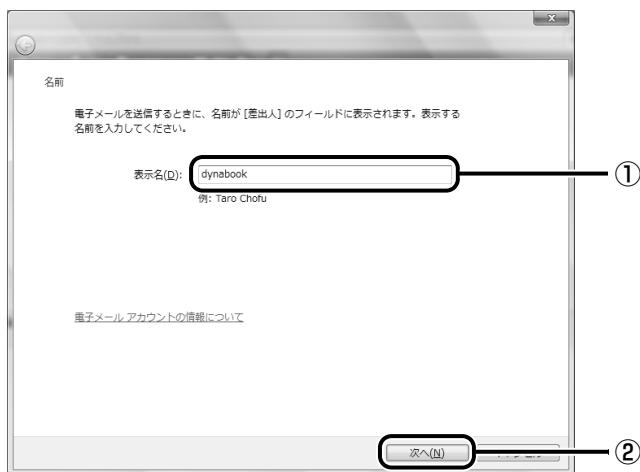 x
名前
電子メールを送信するときに、名前が [差出人] のフィールドに表示されます。表示する
名前を入力してください。
表示名(D): dynabook ①
例: Taro Chofu
電子メール アカウントの情報について
次へ(N) ②